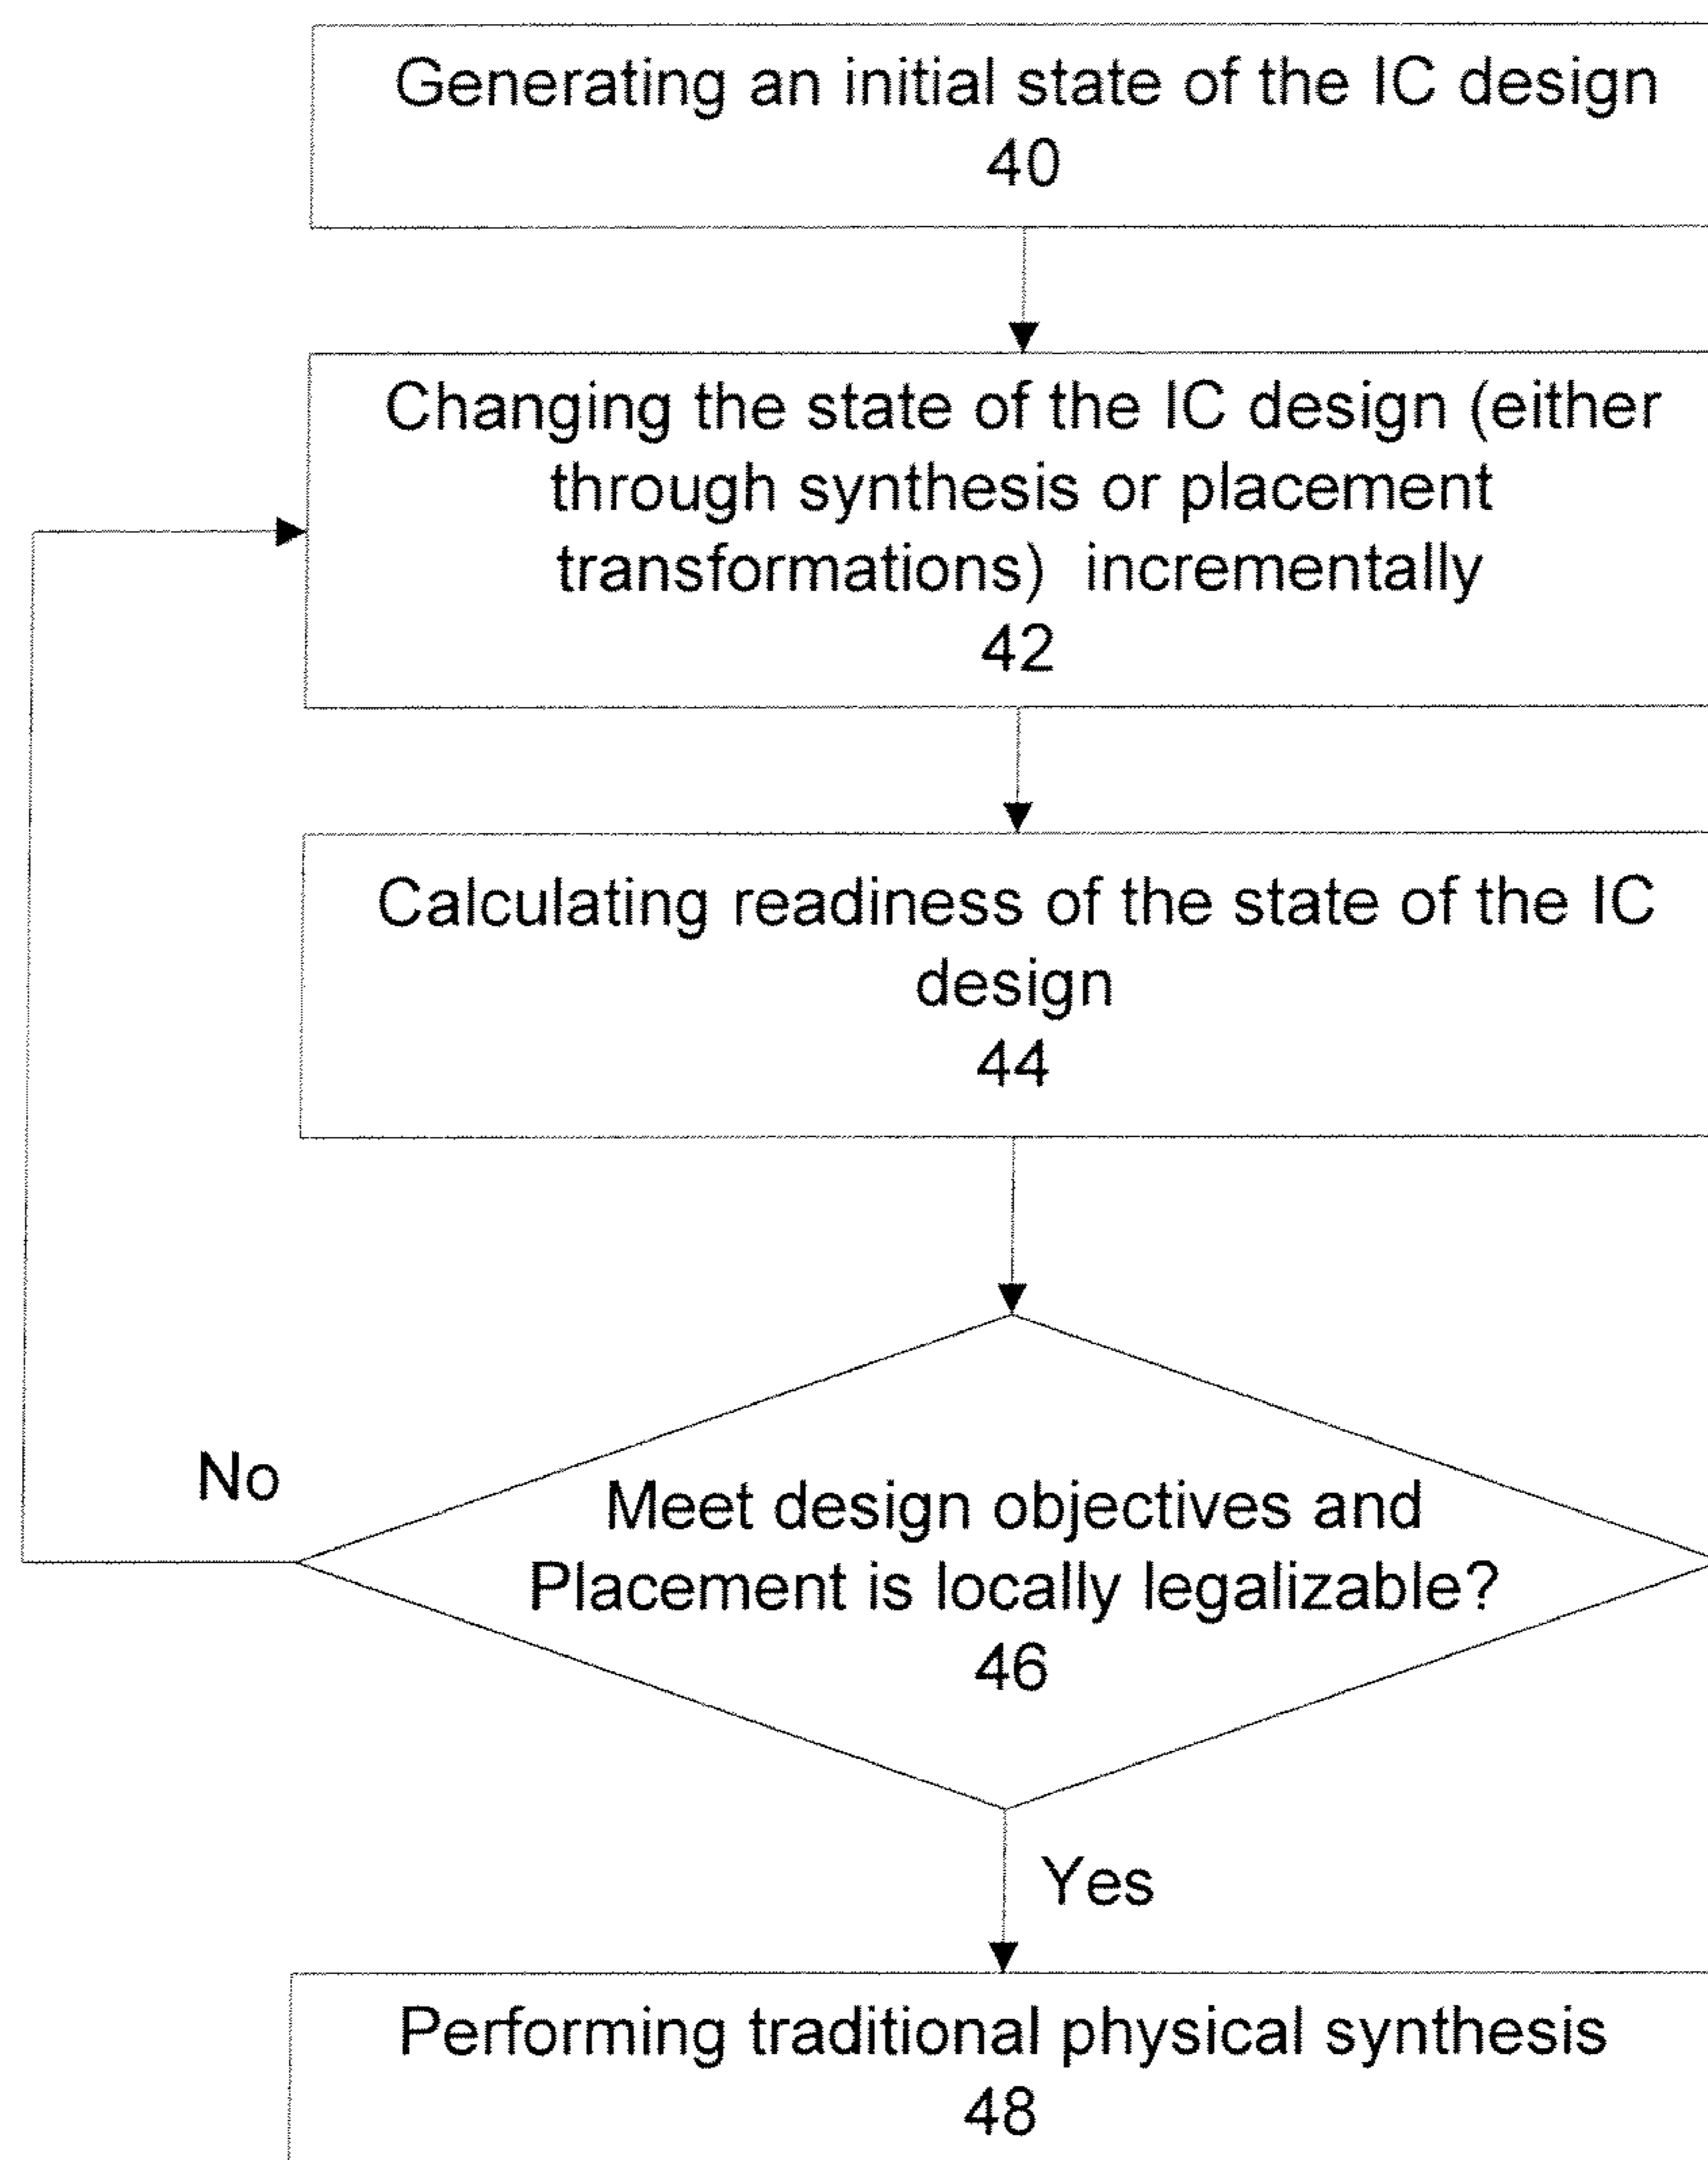 Generating an initial state of the IC design
40
Changing the state of the IC design (either
through synthesis or placement
transformations) incrementally
42
Calculating readiness of the state of the IC
design
44
No
Meet design objectives and
Placement is locally legalizable?
46
Yes
Performing traditional physical synthesis
48